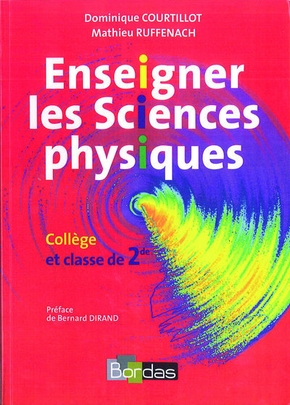 Dominique COURTILLOT
Mathieu RUFFENACH
Enseigner
les Sciences
physiques
Collège
et classe de 2de
Préface
de Bernard DIRAND
Bordas